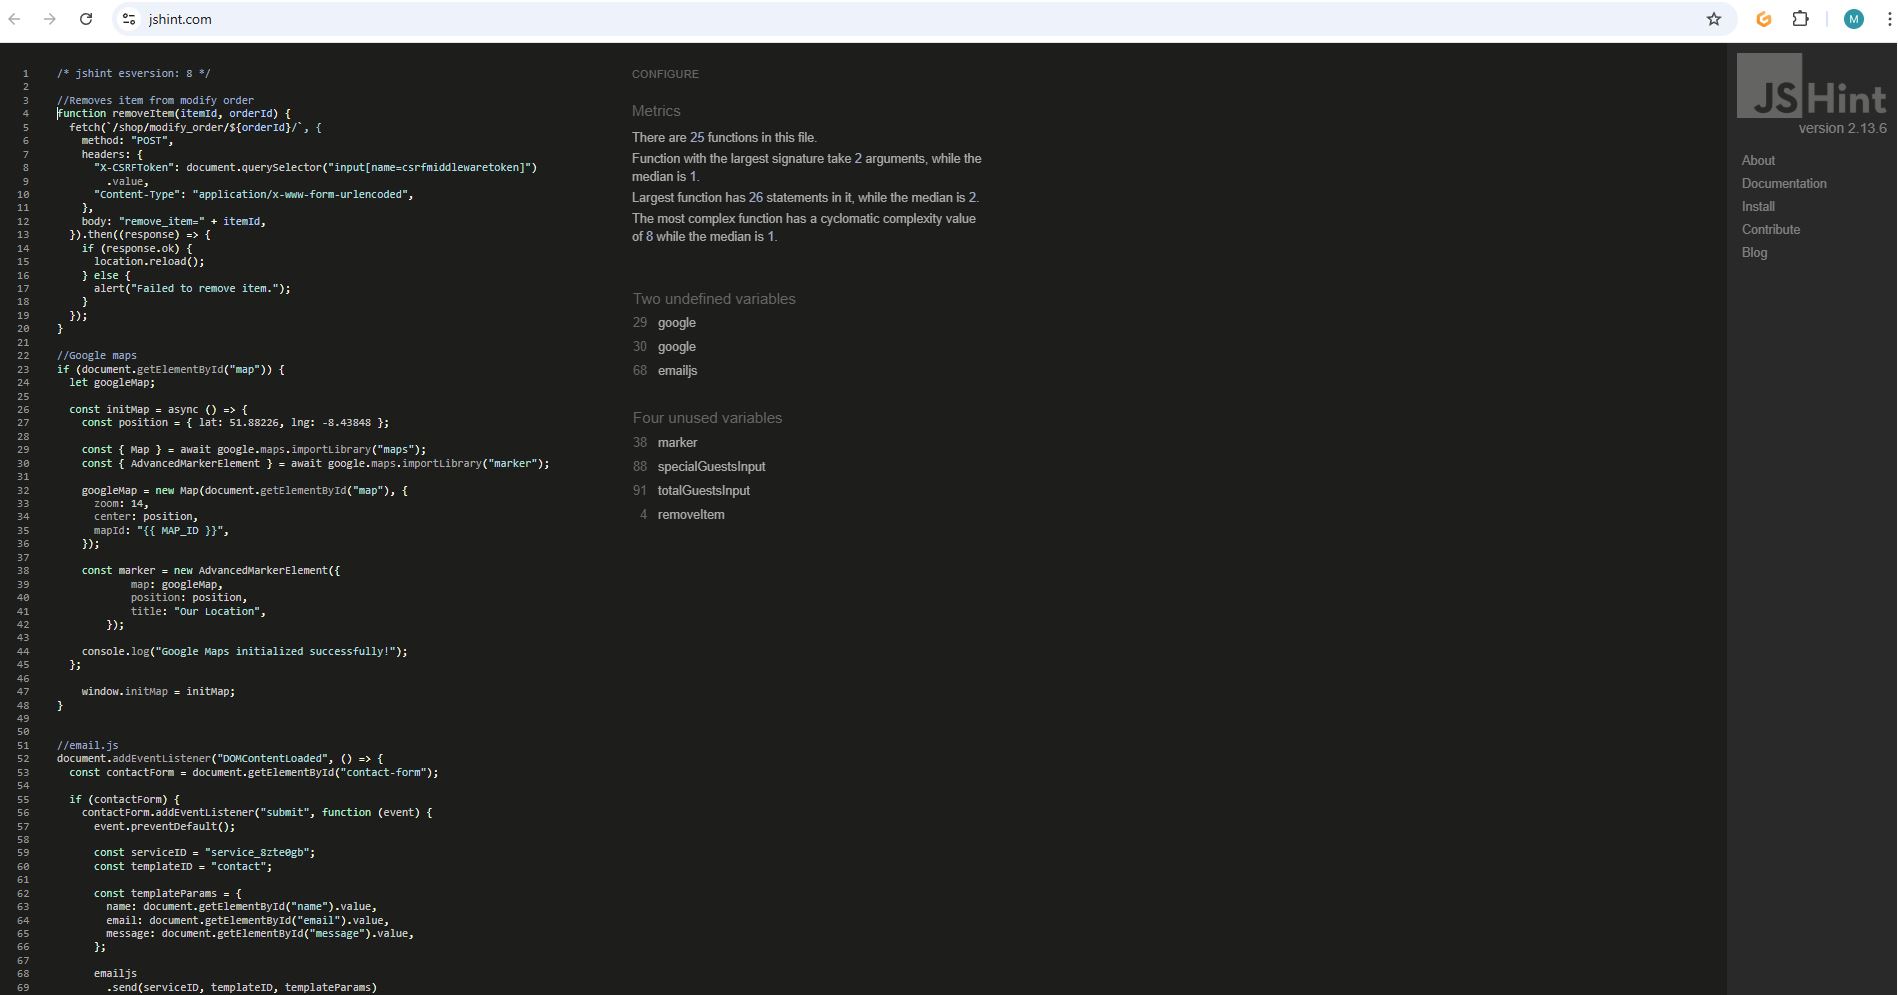 jshint.com
M
1 /* jshint esversion: 8 */
2
3 //Removes item from modify order
4 function removeItem(itemId, orderId) {
5   fetch(`/shop/modify_order/${orderId}/`, {
6     method: "POST",
7     headers: {
8       "X-CSRFToken": document.querySelector("input[name=csrfmiddlewaretoken]")
9         .value,
10       "Content-Type": "application/x-www-form-urlencoded",
11     },
12     body: "remove_item=" + itemId,
13   }).then((response) => {
14     if (response.ok) {
15       location.reload();
16     } else {
17       alert("Failed to remove item.");
18     }
19   });
20 }
21
22 //Google maps
23 if (document.getElementById("map")) {
24   let googleMap;
25
26   const initMap = async () => {
27     const position = { lat: 51.88226, lng: -8.43848 };
28
29     const { Map } = await google.maps.importLibrary("maps");
30     const { AdvancedMarkerElement } = await google.maps.importLibrary("marker");
31
32     googleMap = new Map(document.getElementById("map"), {
33       zoom: 14,
34       center: position,
35       mapId: "{{ MAP_ID }}",
36     });
37
38     const marker = new AdvancedMarkerElement({
39             map: googleMap,
40             position: position,
41             title: "Our Location",
42         });
43
44     console.log("Google Maps initialized successfully!");
45   };
46
47     window.initMap = initMap;
48 }
49
50
51 //email.js
52 document.addEventListener("DOMContentLoaded", () => {
53   const contactForm = document.getElementById("contact-form");
54
55   if (contactForm) {
56     contactForm.addEventListener("submit", function (event) {
57       event.preventDefault();
58
59       const serviceID = "service_8zte0gb";
60       const templateID = "contact";
61
62       const templateParams = {
63         name: document.getElementById("name").value,
64         email: document.getElementById("email").value,
65         message: document.getElementById("message").value,
66       };
67
68       emailjs
69         .send(serviceID, templateID, templateParams)
CONFIGURE
Metrics
There are 25 functions in this file.
Function with the largest signature take 2 arguments, while the
median is 1.
Largest function has 26 statements in it, while the median is 2.
The most complex function has a cyclomatic complexity value
of 8 while the median is 1.
Two undefined variables
29 google
30 google
68 emailjs
Four unused variables
38 marker
88 specialGuestsInput
91 totalGuestsInput
4 removeItem
JSHint
version 2.13.6
About
Documentation
Install
Contribute
Blog